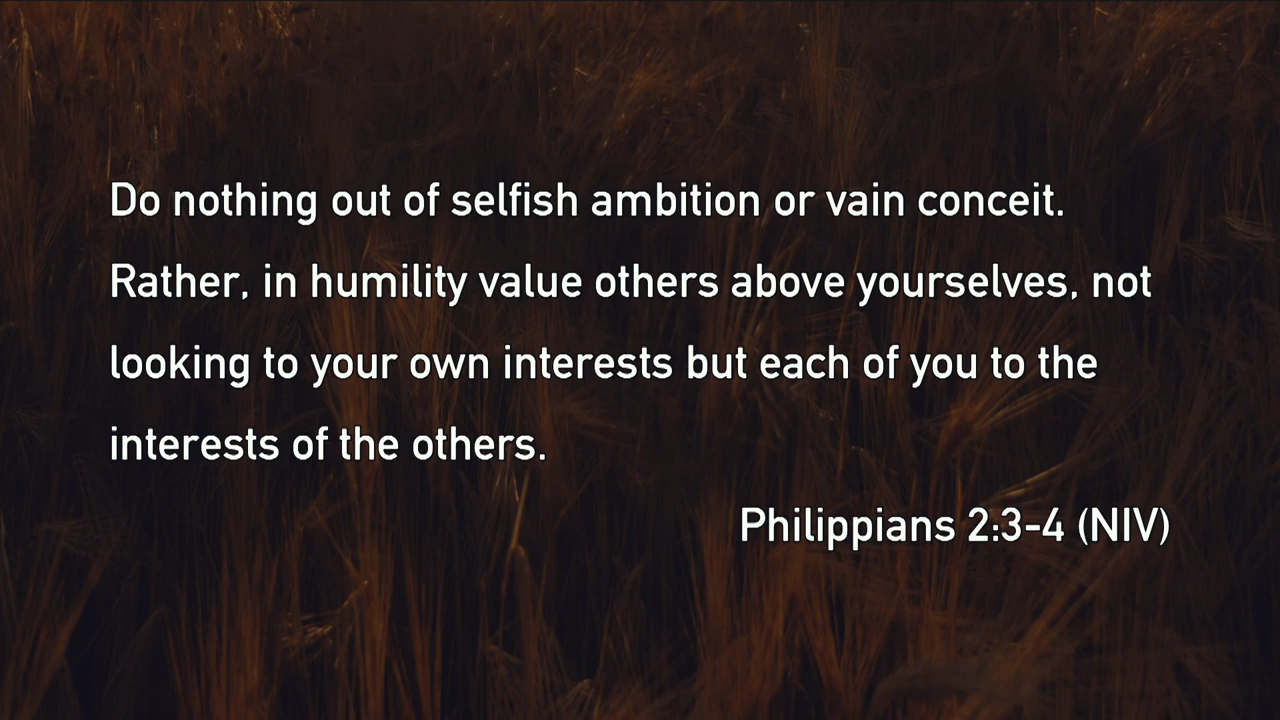 Do nothing out of selfish ambition or vain conceit.
Rather, in humility value others above yourselves, not
looking to your own interests but each of you to the
interests of the others.
Philippians 2:3-4 (NIV)